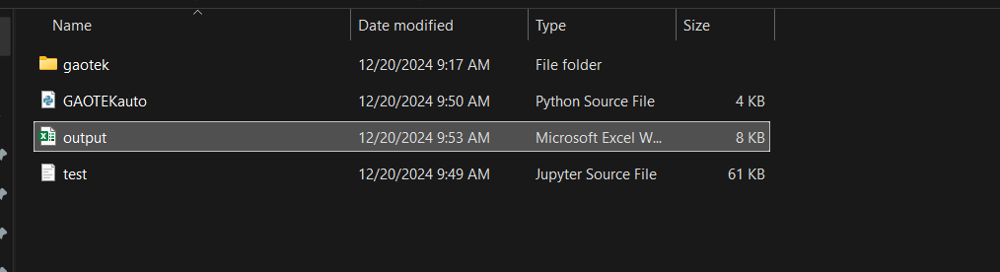 Name Date modified Type Size
gaotek 12/20/2024 9:17 AM File folder
GAOTEKauto 12/20/2024 9:50 AM Python Source File 4 KB
output 12/20/2024 9:53 AM Microsoft Excel W... 8 KB
test 12/20/2024 9:49 AM Jupyter Source File 61 KB